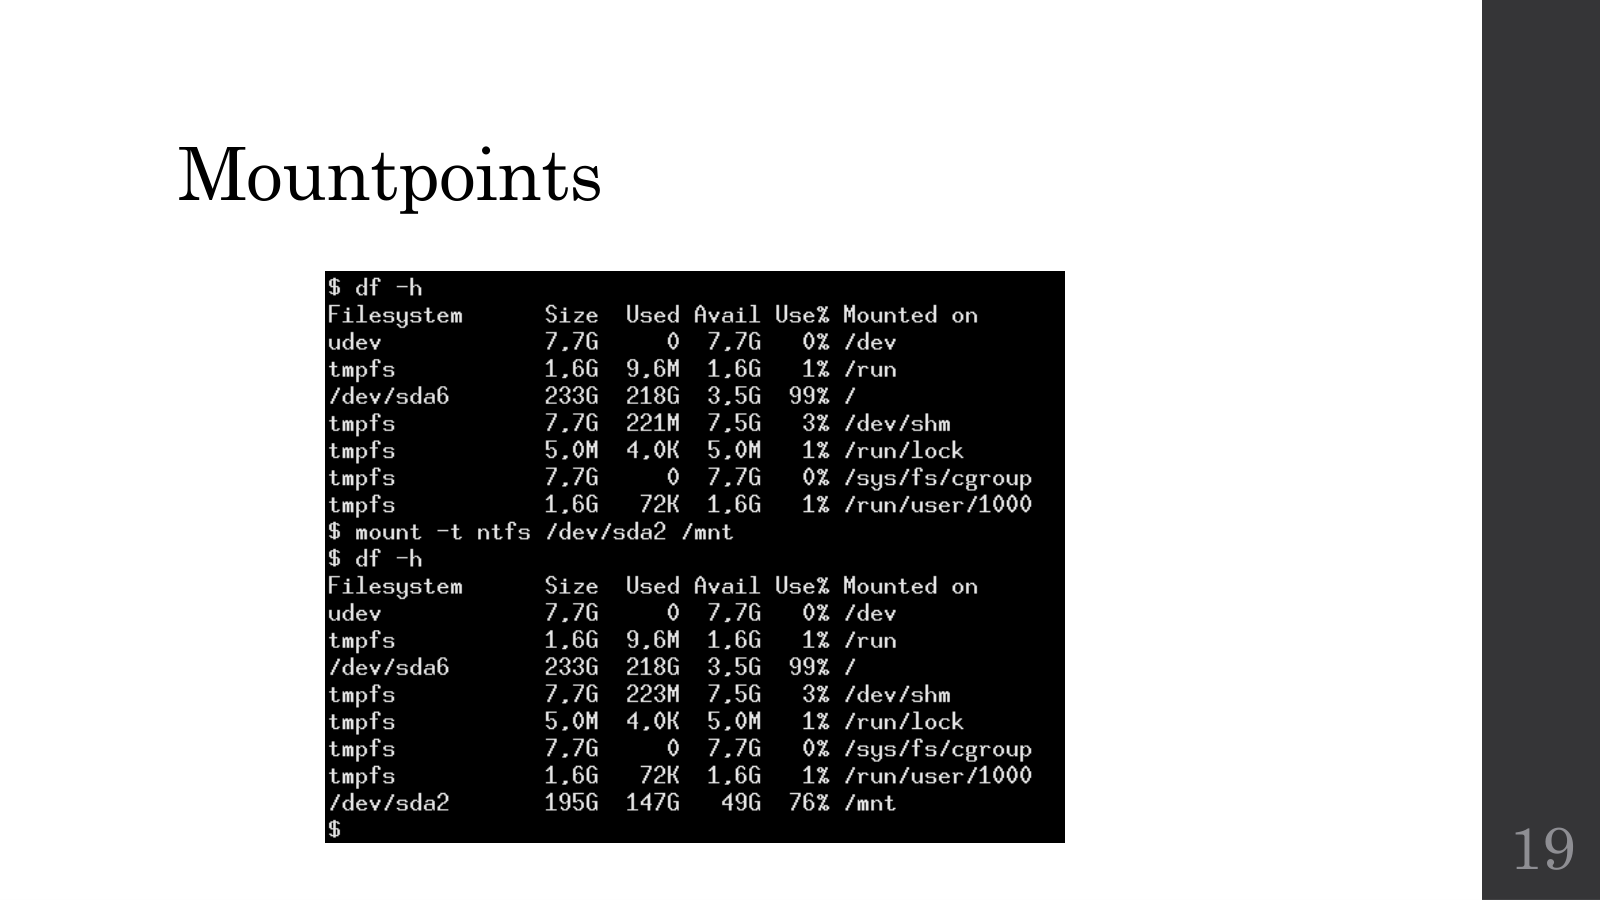 Mountpoints
$ df -h
Filesystem Size Used Avail Use% Mounted on
udev 7,7G 0 7,7G 0% /dev
tmpfs 1,6G 9,6M 1,6G 1% /run
/dev/sda6 233G 218G 3,5G 99% /
tmpfs 7,7G 221M 7,5G 3% /dev/shm
tmpfs 5,0M 4,0K 5,0M 1% /run/lock
tmpfs 7,7G 0 7,7G 0% /sys/fs/cgroup
tmpfs 1,6G 72K 1,6G 1% /run/user/1000
$ mount -t ntfs /dev/sda2 /mnt
$ df -h
Filesystem Size Used Avail Use% Mounted on
udev 7,7G 0 7,7G 0% /dev
tmpfs 1,6G 9,6M 1,6G 1% /run
/dev/sda6 233G 218G 3,5G 99% /
tmpfs 7,7G 223M 7,5G 3% /dev/shm
tmpfs 5,0M 4,0K 5,0M 1% /run/lock
tmpfs 7,7G 0 7,7G 0% /sys/fs/cgroup
tmpfs 1,6G 72K 1,6G 1% /run/user/1000
/dev/sda2 195G 147G 49G 76% /mnt
$
19